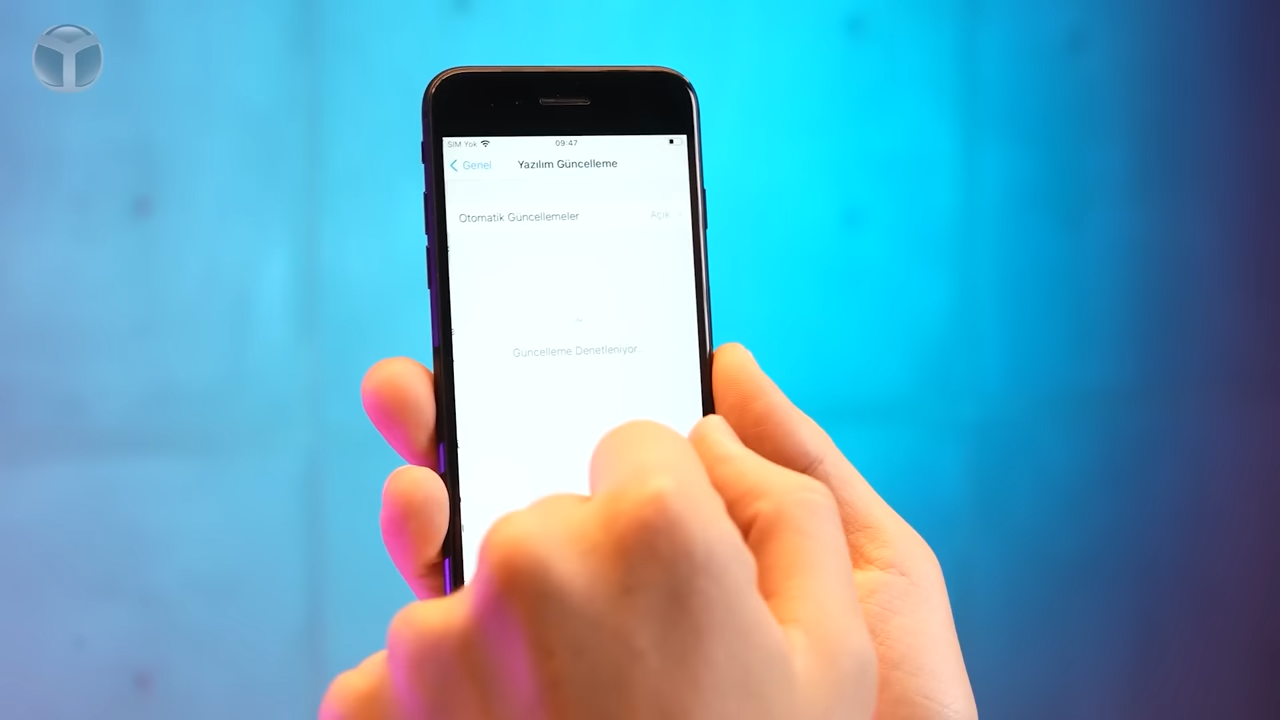 SIM Yok 09:47
Genel Yazılım Güncelleme
Otomatik Güncellemeler Açık
Güncelleme Denetleniyor